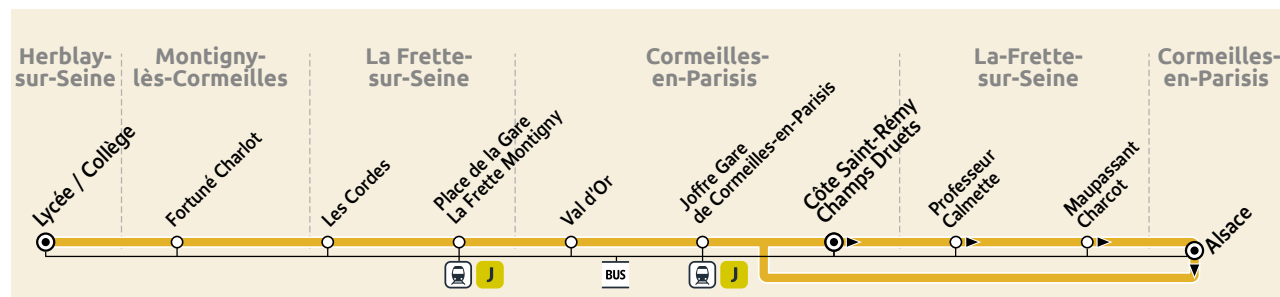 Herblay-
sur-Seine
Montigny-
lès-Cormeilles
La Frette-
sur-Seine
Cormeilles-
en-Parisis
La-Frette-
sur-Seine
Cormeilles-
en-Parisis
Lycée / Collège
Fortuné Charlot
Les Cordes
Place de la Gare
La Frette Montigny
Val d'Or
Joffre Gare
de Cormeilles-en-Parisis
Côte Saint-Rémy
Champs Druets
Professeur
Calmette
Maupassant
Charcot
Alsace
J
BUS
J